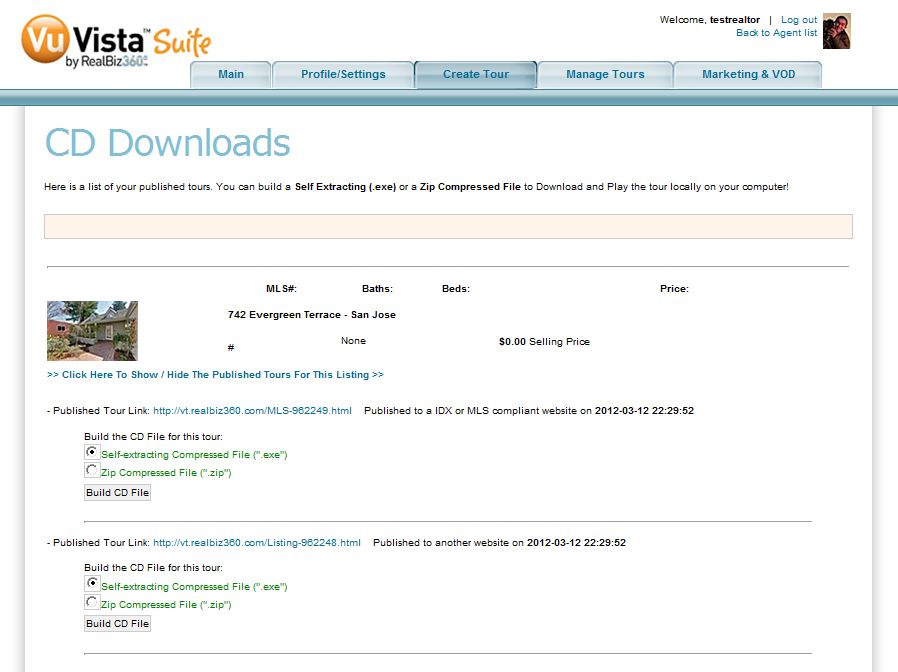 Vu Vista™ Suite
by RealBiz360
Welcome, testrealtor | Log out
Back to Agent list
Main Profile/Settings Create Tour Manage Tours Marketing & VOD
CD Downloads
Here is a list of your published tours. You can build a Self Extracting (.exe) or a Zip Compressed File to Download and Play the tour locally on your computer!
MLS#: Baths: Beds: Price:
742 Evergreen Terrace - San Jose
# None $0.00 Selling Price
>> Click Here To Show / Hide The Published Tours For This Listing >>
- Published Tour Link: http://vt.realbiz360.com/MLS-962249.html Published to a IDX or MLS compliant website on 2012-03-12 22:29:52
Build the CD File for this tour:
Self-extracting Compressed File (".exe")
Zip Compressed File (".zip")
Build CD File
- Published Tour Link: http://vt.realbiz360.com/Listing-962248.html Published to another website on 2012-03-12 22:29:52
Build the CD File for this tour:
Self-extracting Compressed File (".exe")
Zip Compressed File (".zip")
Build CD File